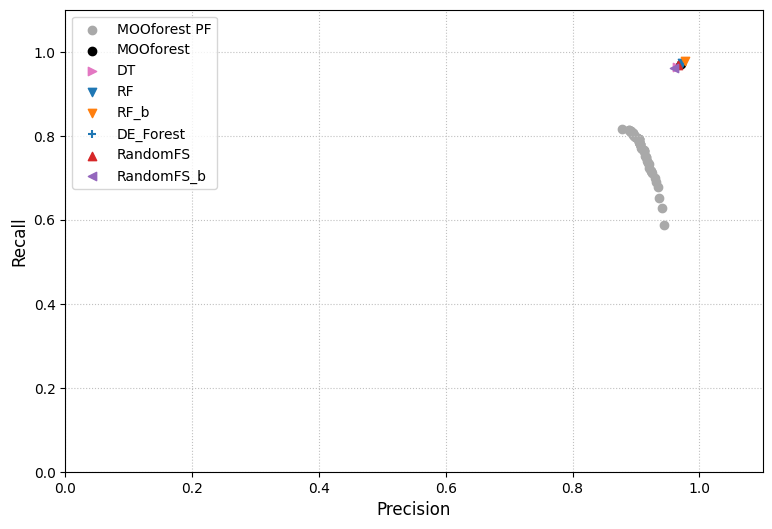 MOOforest PF
MOOforest
DT
RF
RF_b
DE_Forest
RandomFS
RandomFS_b
1.0
0.8
0.6
0.4
0.2
0.0
Recall
0.0 0.2 0.4 0.6 0.8 1.0
Precision